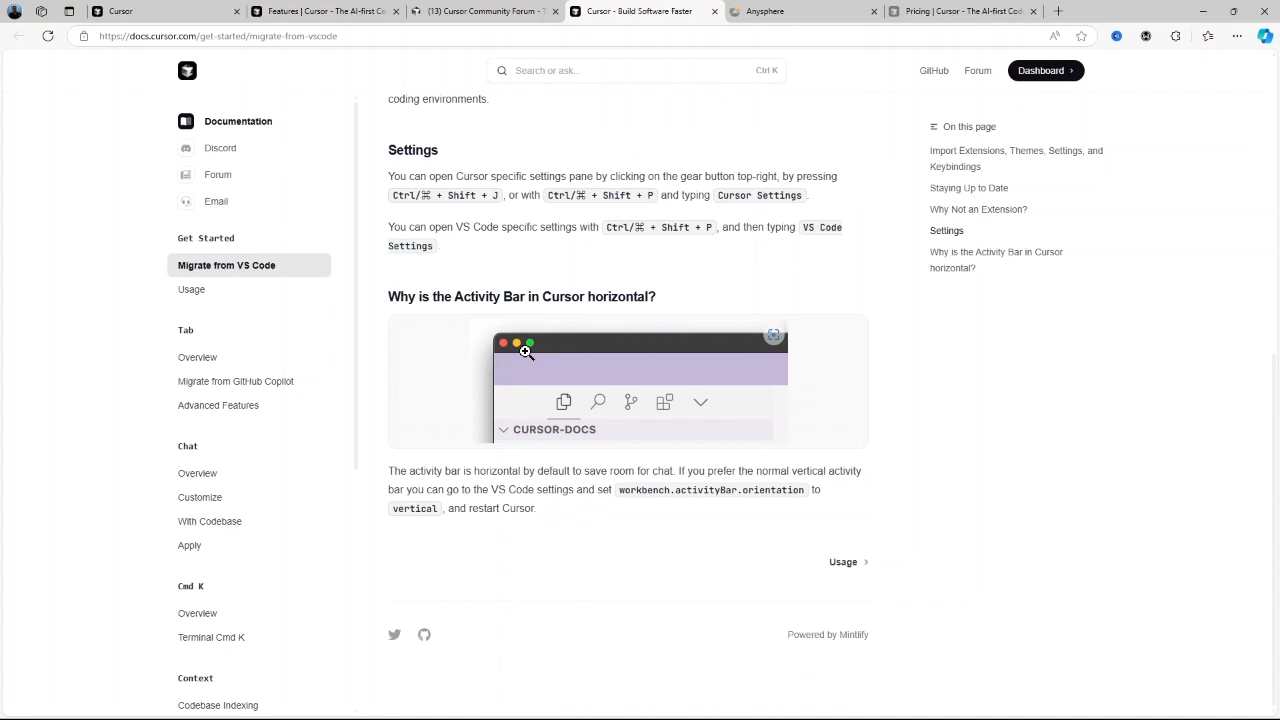 Cursor
Features | Cursor - The AI-first Co
(13) Cursor Community Forum - T
Cursor - Build Software Faster
Anysphere
Pricing | Cursor - The AI-first Code
https://docs.cursor.com/get-started/migrate-from-vscode
Search or ask...
Ctrl K
GitHub
Forum
Dashboard
Documentation
Discord
Forum
Email
Get Started
Migrate from VS Code
Usage
Tab
Overview
Migrate from GitHub Copilot
Advanced Features
Chat
Overview
Customize
With Codebase
Apply
Cmd K
Overview
Terminal Cmd K
Context
Codebase Indexing
coding environments.
Settings
You can open Cursor specific settings pane by clicking on the gear button top-right, by pressing
Ctrl/⌘ + Shift + J , or with Ctrl/⌘ + Shift + P and typing Cursor Settings .
You can open VS Code specific settings with Ctrl/⌘ + Shift + P , and then typing VS Code
Settings .
Why is the Activity Bar in Cursor horizontal?
CURSOR-DOCS
The activity bar is horizontal by default to save room for chat. If you prefer the normal vertical activity
bar you can go to the VS Code settings and set workbench.activityBar.orientation to
vertical , and restart Cursor.
Usage
Powered by Mintlify
On this page
Import Extensions, Themes, Settings, and
Keybindings
Staying Up to Date
Why Not an Extension?
Settings
Why is the Activity Bar in Cursor
horizontal?